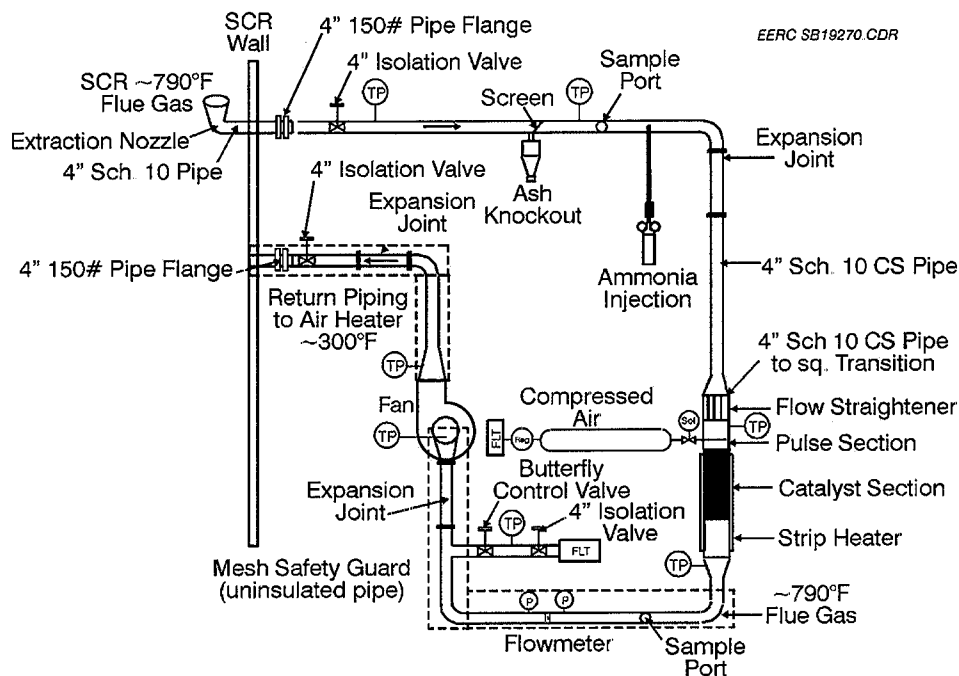 SCR
Wall
4” 150# Pipe Flange
EERC SB19270.CDR
4” Isolation Valve
Sample
Port
SCR ~790°F
Flue Gas
TP
Screen
TP
Extraction Nozzle
4” Sch. 10 Pipe
Expansion
Joint
4” Isolation Valve
Ash
Knockout
Expansion
Joint
4” 150# Pipe Flange
Ammonia
Injection
4” Sch. 10 CS Pipe
Return Piping
to Air Heater
~300°F
TP
4” Sch 10 CS Pipe
to sq. Transition
Fan
Compressed
Air
Flow Straightener
TP
FLT
Reg
Sol
TP
Pulse Section
Butterfly
Control Valve
Catalyst Section
Expansion
Joint
TP
4” Isolation
Valve
Strip Heater
FLT
Mesh Safety Guard
(uninsulated pipe)
TP
~790°F
Flue Gas
P
P
Flowmeter
Sample
Port